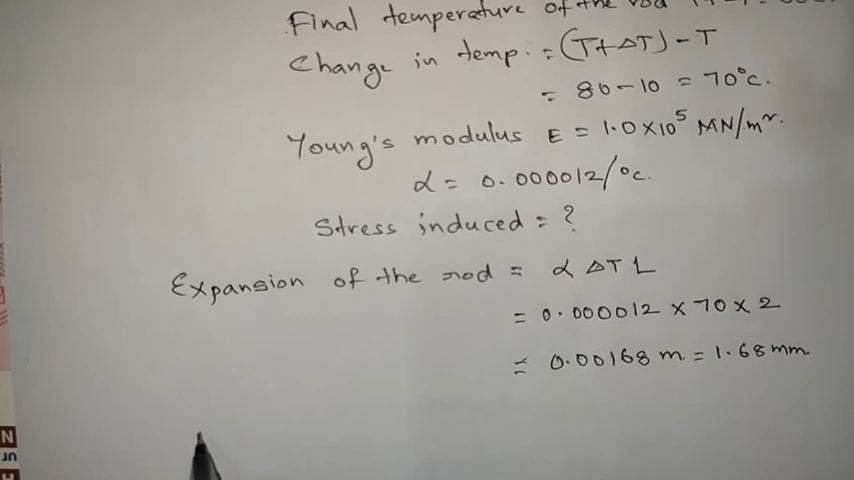 Final temperature of the rod
Change in temp. = (T+ΔT) - T
= 80-10 = 70°c.
Young's modulus E = 1.0×10⁵ MN/m².
α = 0.000012/°c.
Stress induced = ?
Expansion of the rod = α ΔT L
= 0.000012 × 70 × 2
= 0.00168 m = 1.68 mm.
N